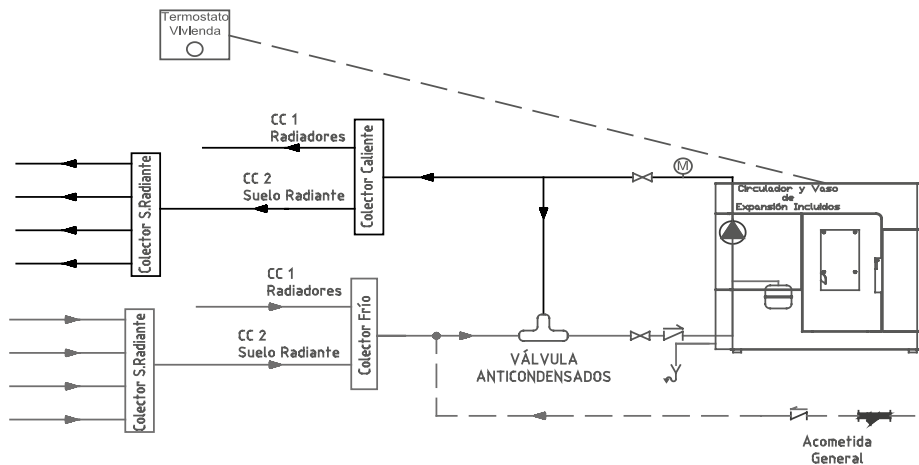 Termostato
Vivienda
CC 1
Radiadores
CC 2
Suelo Radiante
Colector S.Radiante
Colector Caliente
M
Circulador y Vaso
de
Expansión Incluidos
CC 1
Radiadores
CC 2
Suelo Radiante
Colector S.Radiante
Colector Frío
VÁLVULA
ANTICONDENSADOS
Acometida
General